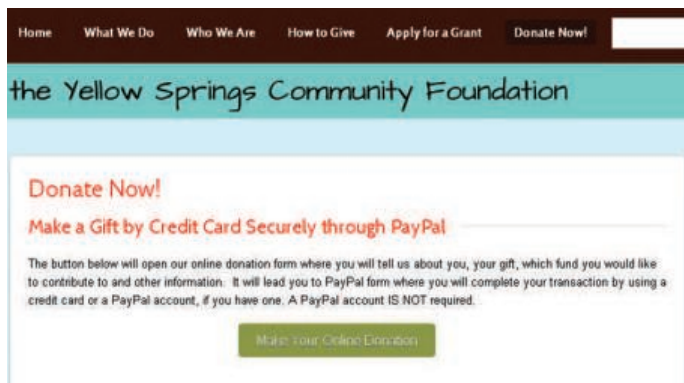 Home What We Do Who We Are How to Give Apply for a Grant Donate Now!
the Yellow Springs Community Foundation
Donate Now!
Make a Gift by Credit Card Securely through PayPal
The button below will open our online donation form where you will tell us about you, your gift, which fund you would like
to contribute to and other information. It will lead you to PayPal form where you will complete your transaction by using a
credit card or a PayPal account, if you have one. A PayPal account IS NOT required.
Make Your Online Donation